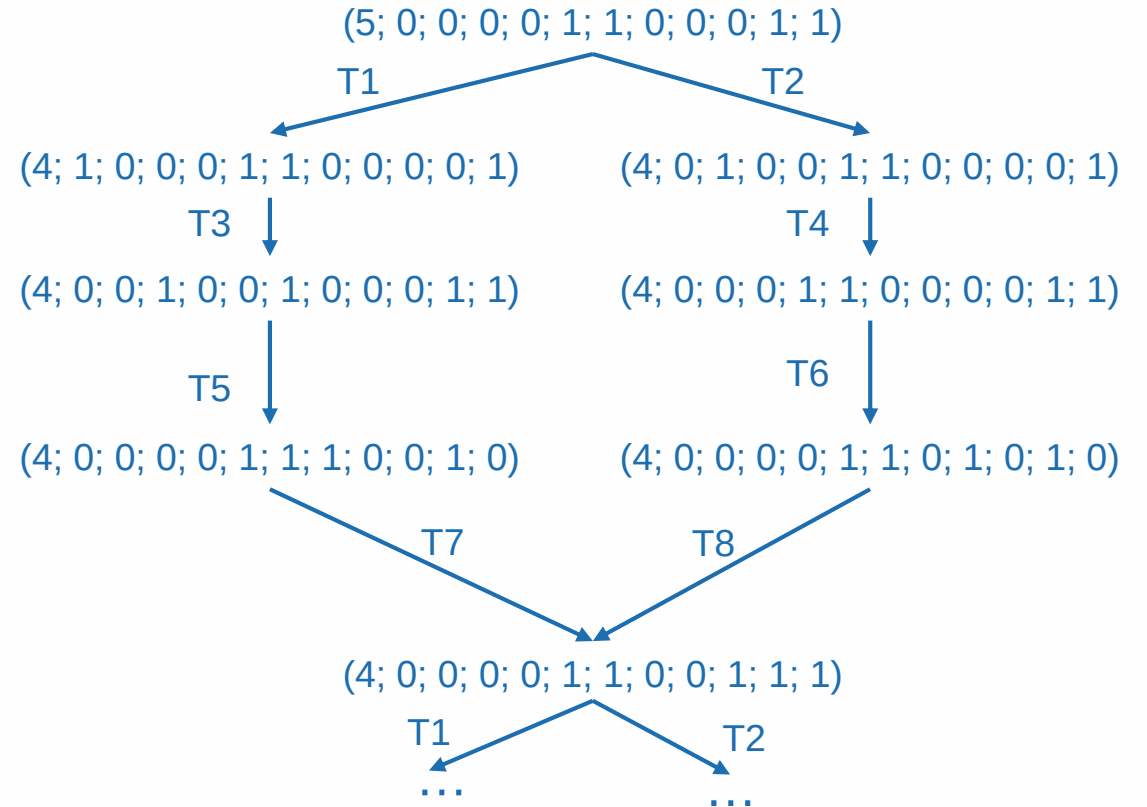 (5; 0; 0; 0; 0; 1; 1; 0; 0; 0; 1; 1)
T1
T2
(4; 1; 0; 0; 0; 1; 1; 0; 0; 0; 0; 1)
(4; 0; 1; 0; 0; 1; 1; 0; 0; 0; 0; 1)
T3
T4
(4; 0; 0; 1; 0; 0; 1; 0; 0; 0; 1; 1)
(4; 0; 0; 0; 1; 1; 0; 0; 0; 0; 1; 1)
T5
T6
(4; 0; 0; 0; 0; 1; 1; 1; 0; 0; 1; 0)
(4; 0; 0; 0; 0; 1; 1; 0; 1; 0; 1; 0)
T7
T8
(4; 0; 0; 0; 0; 1; 1; 0; 0; 1; 1; 1)
T1
T2
...
...